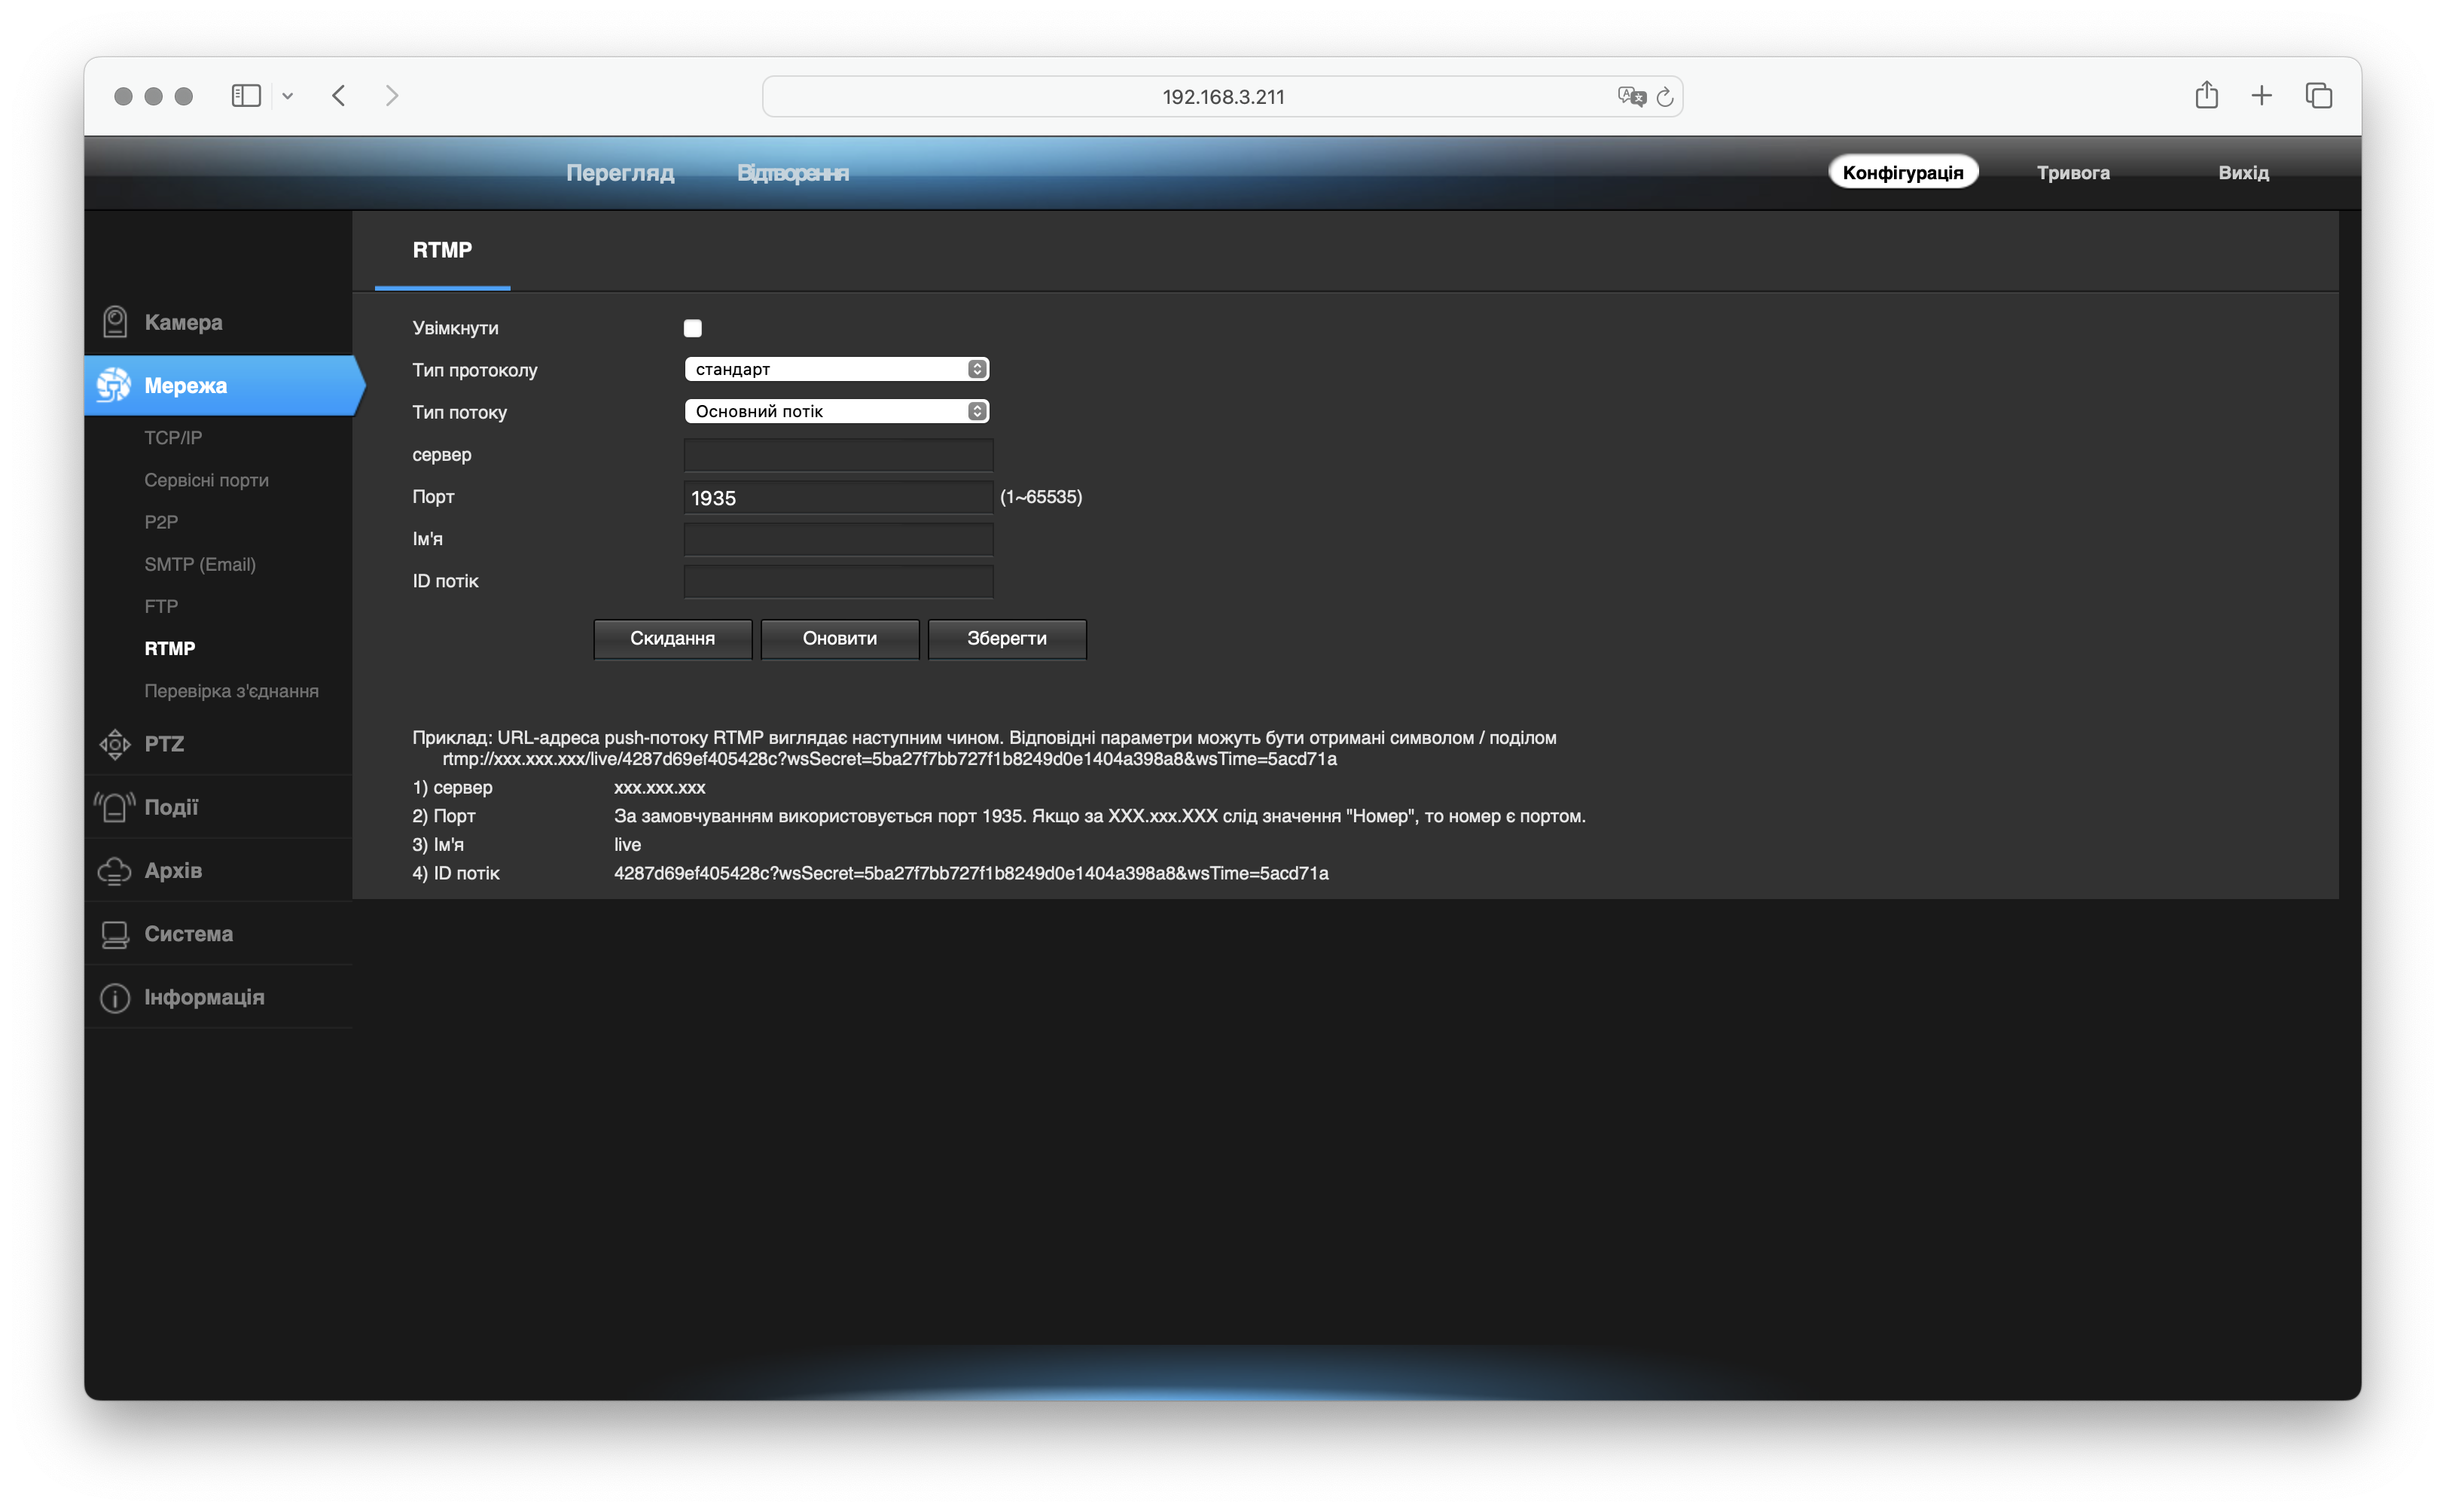 192.168.3.211
Перегляд Відтворення Конфігурація Тривога Вихід
RTMP
Камера
Мережа
TCP/IP
Сервісні порти
P2P
SMTP (Email)
FTP
RTMP
Перевірка з'єднання
PTZ
Події
Архів
Система
Інформація
Увімкнути
Тип протоколу стандарт
Тип потоку Основний потік
сервер
Порт 1935 (1~65535)
Ім'я
ID потік
Скидання Оновити Зберегти
Приклад: URL-адреса push-потоку RTMP виглядає наступним чином. Відповідні параметри можуть бути отримані символом / поділом
rtmp://xxx.xxx.xxx/live/4287d69ef405428c?wsSecret=5ba27f7bb727f1b8249d0e1404a398a8&wsTime=5acd71a
1) сервер xxx.xxx.xxx
2) Порт За замовчуванням використовується порт 1935. Якщо за XXX.xxx.XXX слід значення "Номер", то номер є портом.
3) Ім'я live
4) ID потік 4287d69ef405428c?wsSecret=5ba27f7bb727f1b8249d0e1404a398a8&wsTime=5acd71a